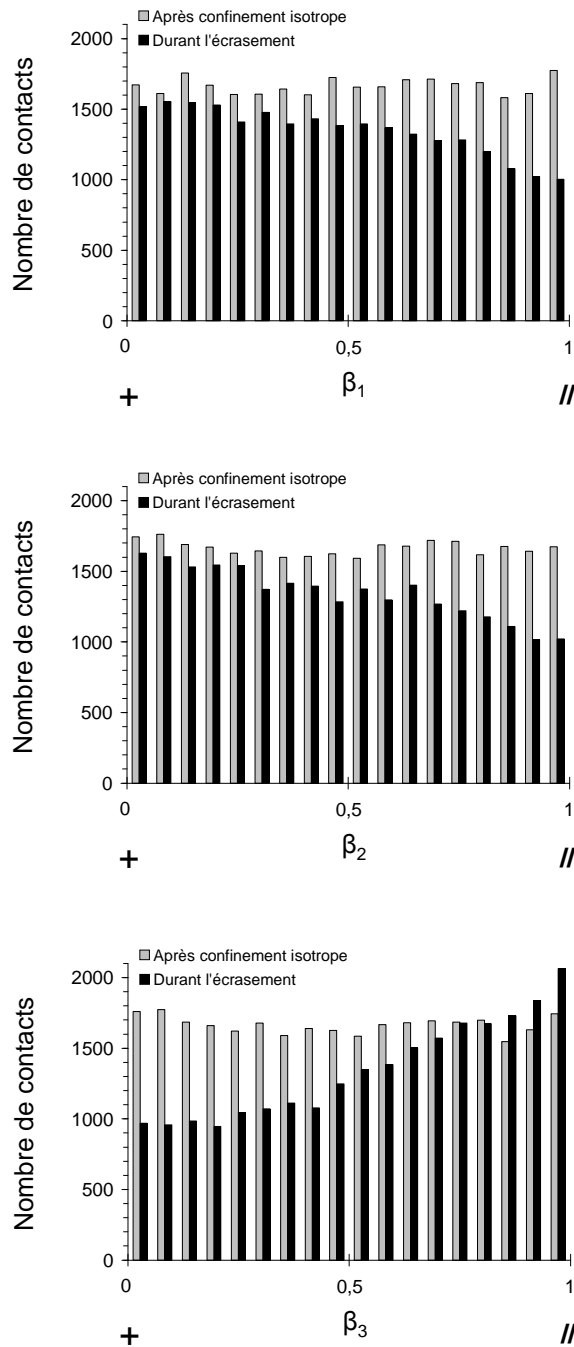 Après confinement isotrope
Durant l'écrasement
Nombre de contacts
2000
1500
1000
500
0
0 0,5 1
+ β1 //
Après confinement isotrope
Durant l'écrasement
Nombre de contacts
2000
1500
1000
500
0
0 0,5 1
+ β2 //
Après confinement isotrope
Durant l'écrasement
Nombre de contacts
2000
1500
1000
500
0
0 0,5 1
+ β3 //